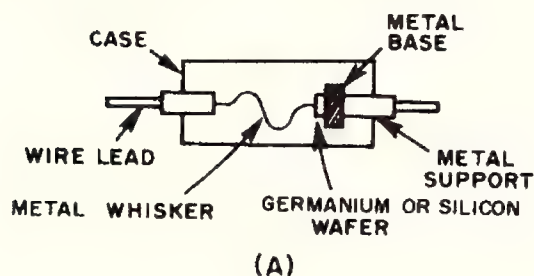 METAL
BASE
CASE
WIRE LEAD
METAL
SUPPORT
METAL WHISKER
GERMANIUM OR SILICON
WAFER
(A)